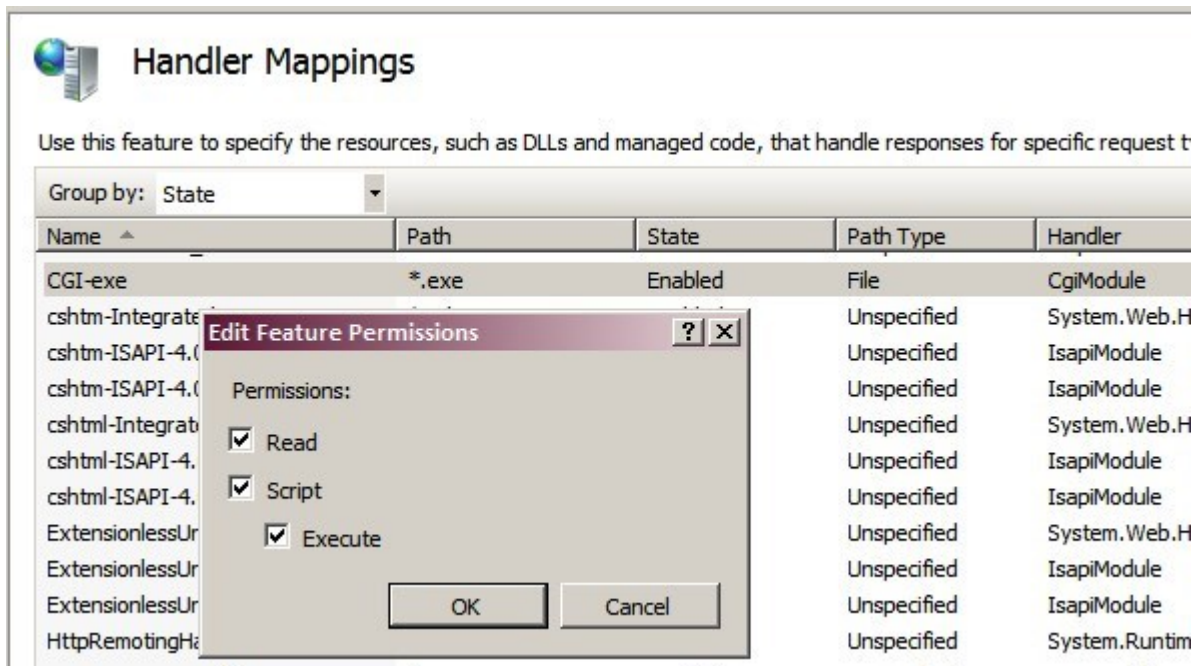 Handler Mappings
Use this feature to specify the resources, such as DLLs and managed code, that handle responses for specific request
Group by: State
Name Path State Path Type Handler
CGI-exe *.exe Enabled File CgiModule
cshtm-Integrate Unspecified System.Web.H
cshtm-ISAPI-4.0 Unspecified IsapiModule
cshtm-ISAPI-4.0 Unspecified IsapiModule
cshtml-Integrat Unspecified System.Web.H
cshtml-ISAPI-4. Unspecified IsapiModule
cshtml-ISAPI-4. Unspecified IsapiModule
ExtensionlessUr Unspecified System.Web.H
ExtensionlessUr Unspecified IsapiModule
ExtensionlessUr Unspecified IsapiModule
HttpRemotingHa Unspecified System.Runtim
Edit Feature Permissions
Permissions:
Read
Script
Execute
OK Cancel